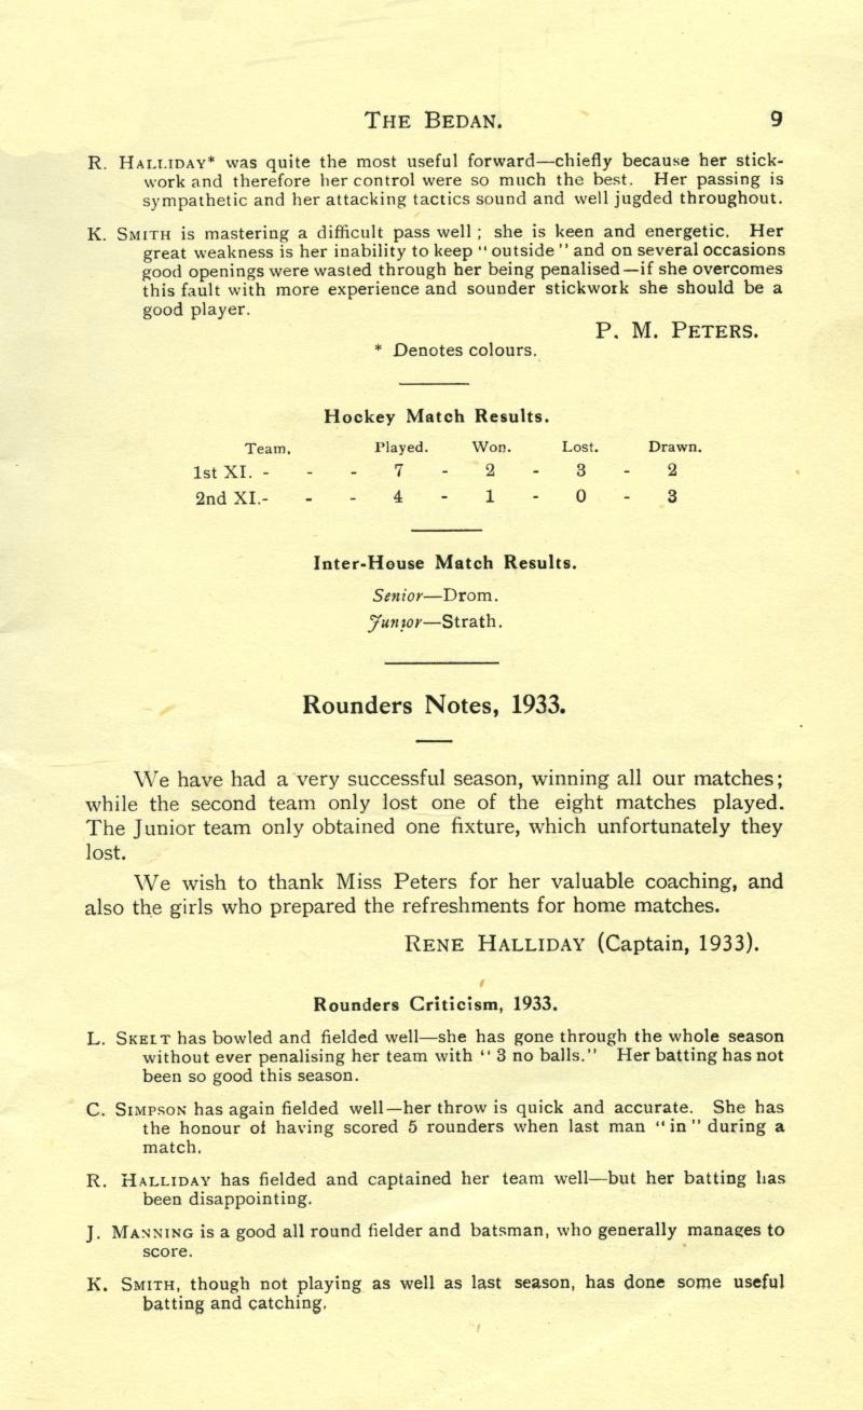 THE BEDAN. 9
R. HALLIDAY* was quite the most useful forward—chiefly because her stick-
work and therefore her control were so much the best. Her passing is
sympathetic and her attacking tactics sound and well jugded throughout.
K. SMITH is mastering a difficult pass well ; she is keen and energetic. Her
great weakness is her inability to keep "outside" and on several occasions
good openings were wasted through her being penalised—if she overcomes
this fault with more experience and sounder stickwork she should be a
good player.
P. M. PETERS.
* Denotes colours.
Hockey Match Results.
Team. Played. Won. Lost. Drawn.
1st XI. - - - 7 - 2 - 3 - 2
2nd XI.- - - 4 - 1 - 0 - 3
Inter-House Match Results.
Senior—Drom.
Junior—Strath.
Rounders Notes, 1933.
We have had a very successful season, winning all our matches;
while the second team only lost one of the eight matches played.
The Junior team only obtained one fixture, which unfortunately they
lost.
We wish to thank Miss Peters for her valuable coaching, and
also the girls who prepared the refreshments for home matches.
RENE HALLIDAY (Captain, 1933).
Rounders Criticism, 1933.
L. SKELT has bowled and fielded well—she has gone through the whole season
without ever penalising her team with "3 no balls." Her batting has not
been so good this season.
C. SIMPSON has again fielded well—her throw is quick and accurate. She has
the honour of having scored 5 rounders when last man "in" during a
match.
R. HALLIDAY has fielded and captained her team well—but her batting has
been disappointing.
J. MANNING is a good all round fielder and batsman, who generally manages to
score.
K. SMITH, though not playing as well as last season, has done some useful
batting and catching.